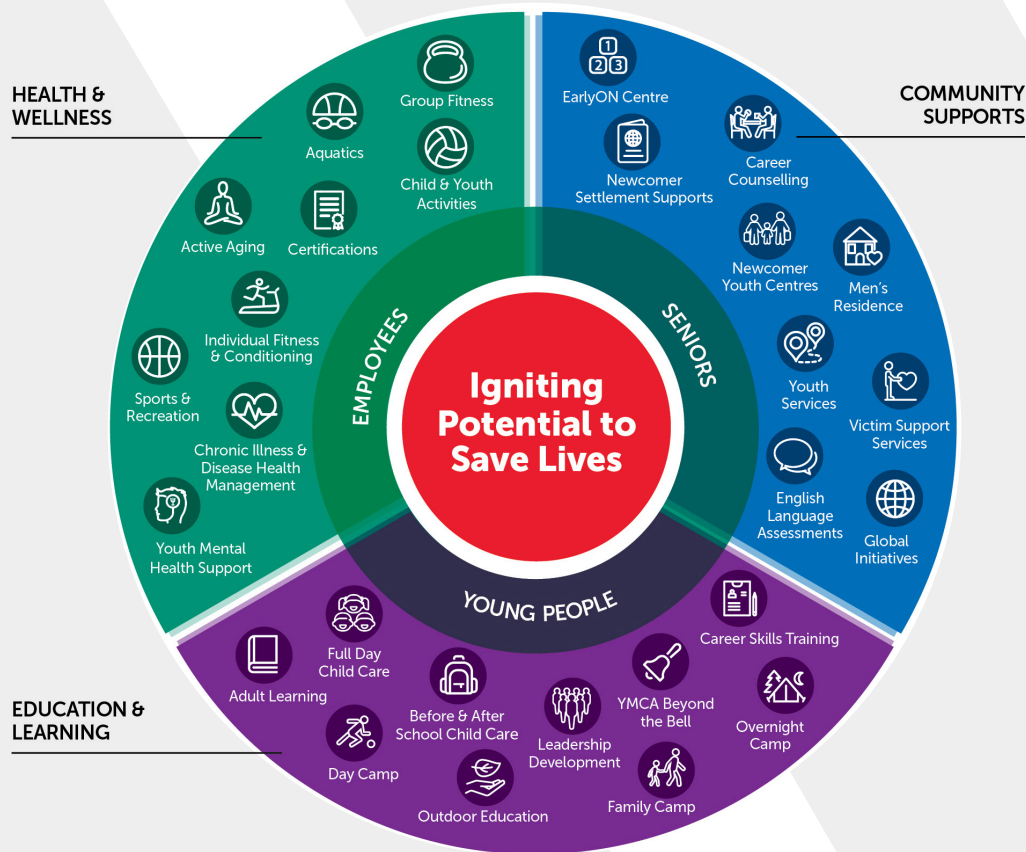 HEALTH &
WELLNESS
Group Fitness
Aquatics
Child & Youth
Activities
Active Aging
Certifications
Individual Fitness
& Conditioning
Sports &
Recreation
Chronic Illness &
Disease Health
Management
Youth Mental
Health Support
COMMUNITY
SUPPORTS
1
2 3
EarlyON Centre
Career
Counselling
Newcomer
Settlement Supports
Newcomer
Youth Centres
Men's
Residence
Youth
Services
Victim Support
Services
English
Language
Assessments
Global
Initiatives
EMPLOYEES
SENIORS
YOUNG PEOPLE
Igniting
Potential to
Save Lives
EDUCATION &
LEARNING
Adult Learning
Full Day
Child Care
Day Camp
Before & After
School Child Care
Outdoor Education
Leadership
Development
YMCA Beyond
the Bell
Family Camp
Career Skills Training
Overnight
Camp